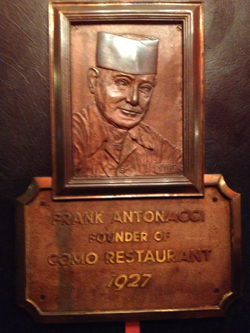 FRANK ANTONACCI
FOUNDER OF
COMO RESTAURANT
1927